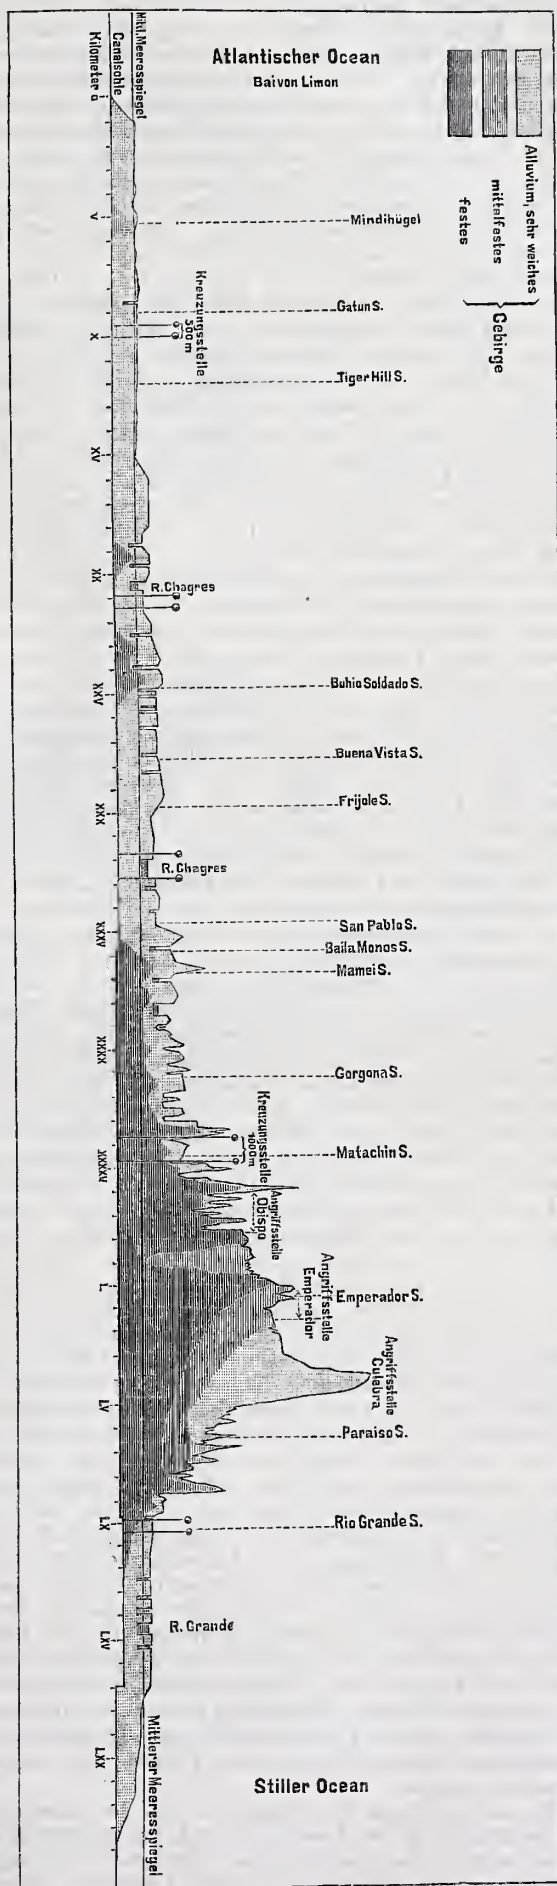 Atlantischer Ocean
Bai von Limon
Alluvium, sehr weiches
mittelfestes
festes
Gebirge
Mittl. Meeresspiegel
Canalsohle
Kilometer 0
V
X
XV
XX
XXV
XXX
XXXV
XXXX
XXXXV
L
LV
LX
LXV
LXX
Mindihügel
Gatun S.
Kreuzungsstelle
500 m
Tiger Hill S.
R. Chagres
Buhio Soldado S.
Buena Vista S.
Frijole S.
R. Chagres
San Pablo S.
Baila Monos S.
Mamei S.
Gorgona S.
Kreuzungsstelle
1000 m
Matachin S.
Angriffsstelle
Obispo
Angriffsstelle
Emperador
Emperador S.
Angriffsstelle
Culebra
Paraiso S.
Rio Grande S.
R. Grande
Mittlerer Meeresspiegel
Stiller Ocean